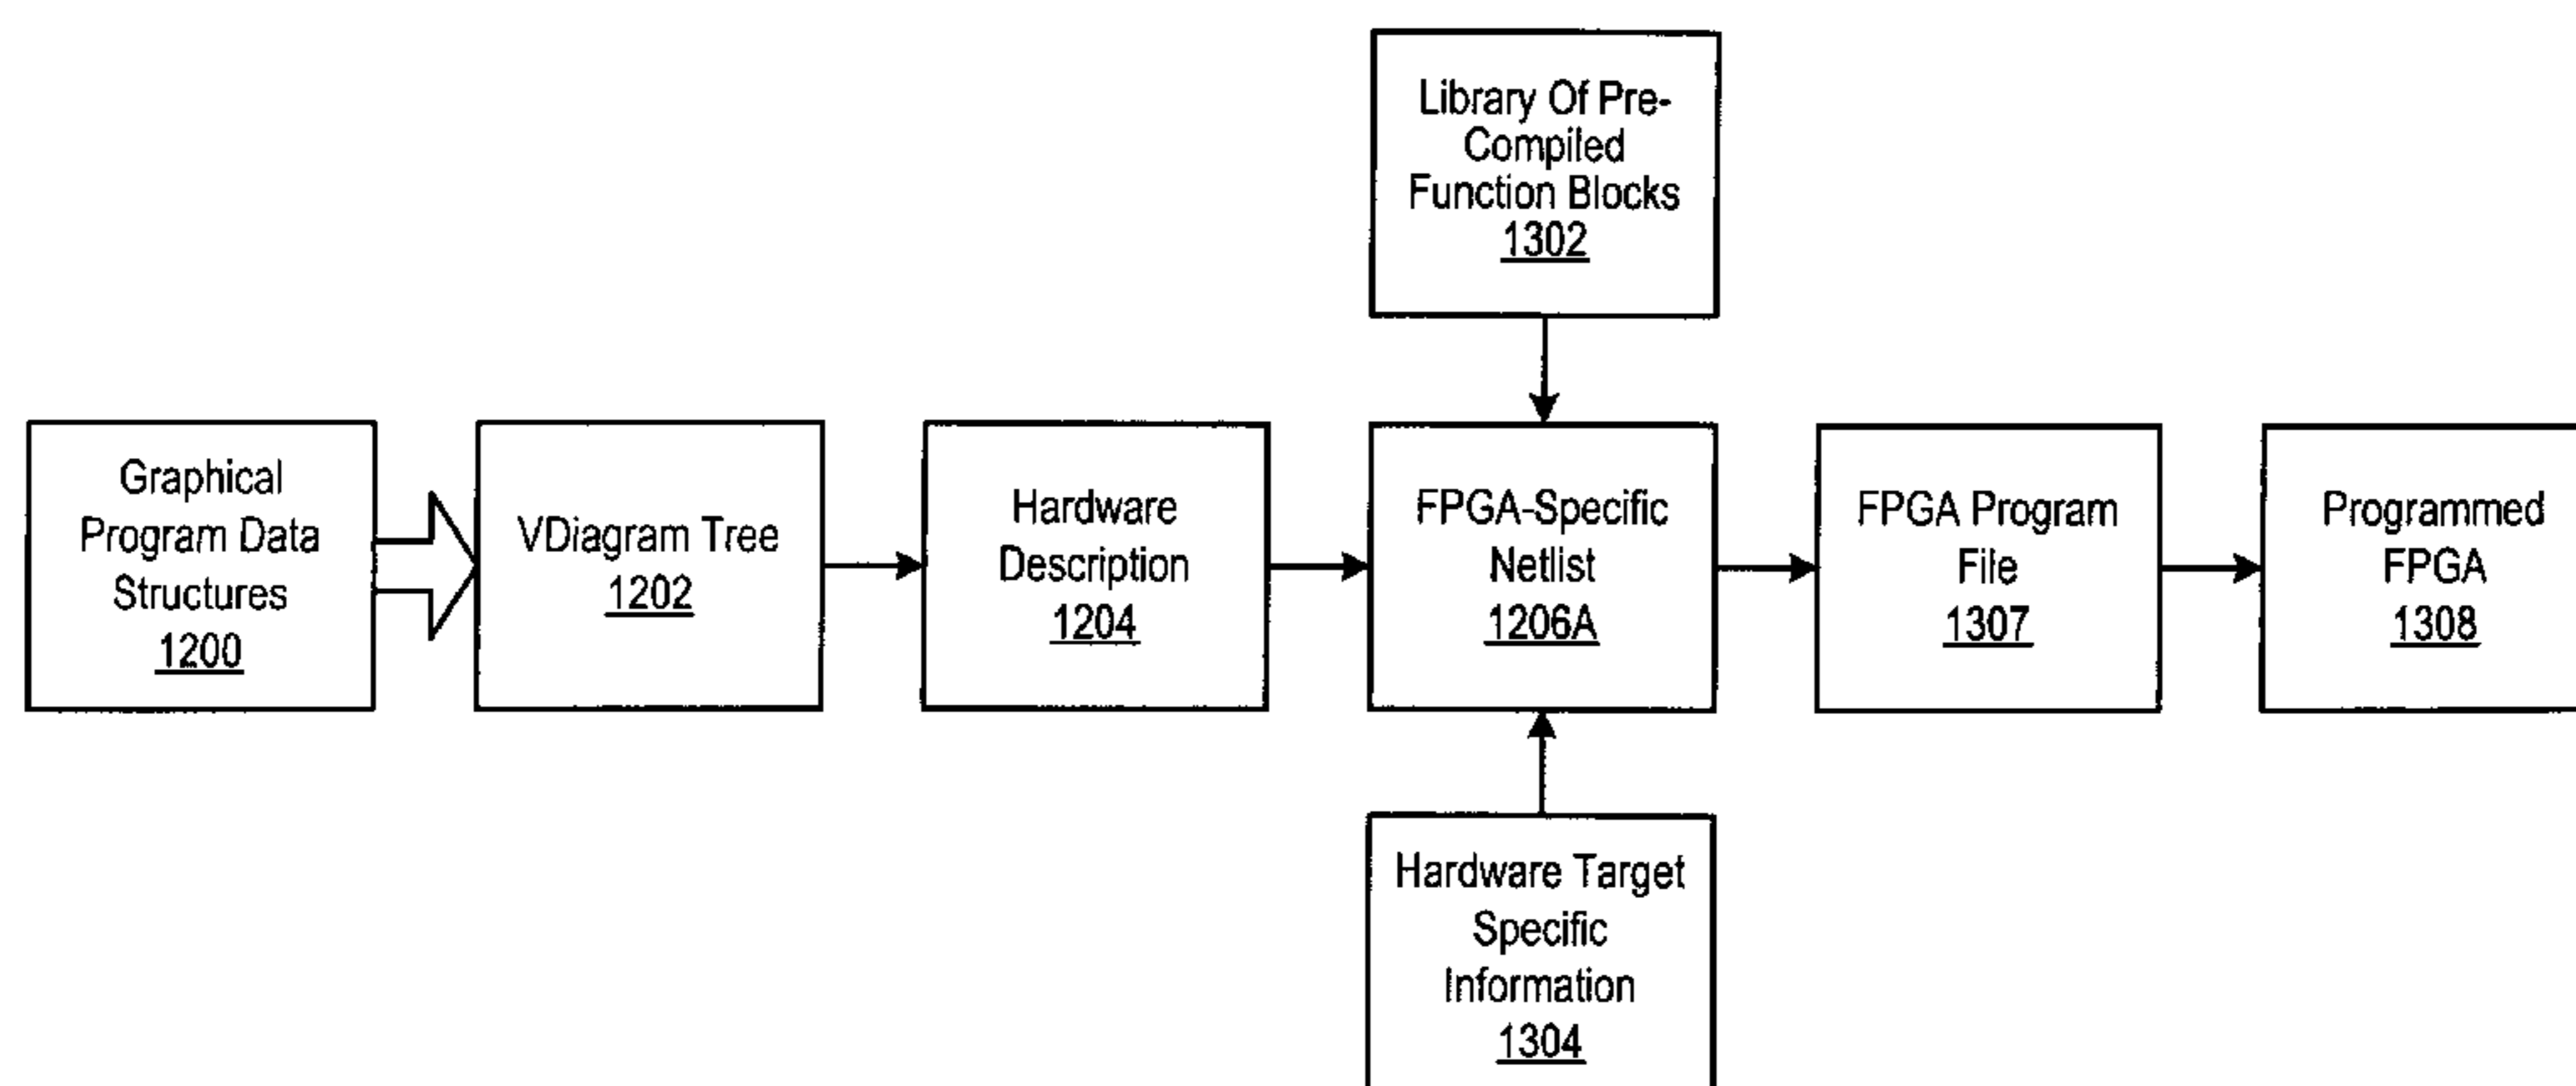 Library Of Pre-
Compiled
Function Blocks
1302
Graphical
Program Data
Structures
1200
VDiagram Tree
1202
Hardware
Description
1204
FPGA-Specific
Netlist
1206A
FPGA Program
File
1307
Programmed
FPGA
1308
Hardware Target
Specific
Information
1304